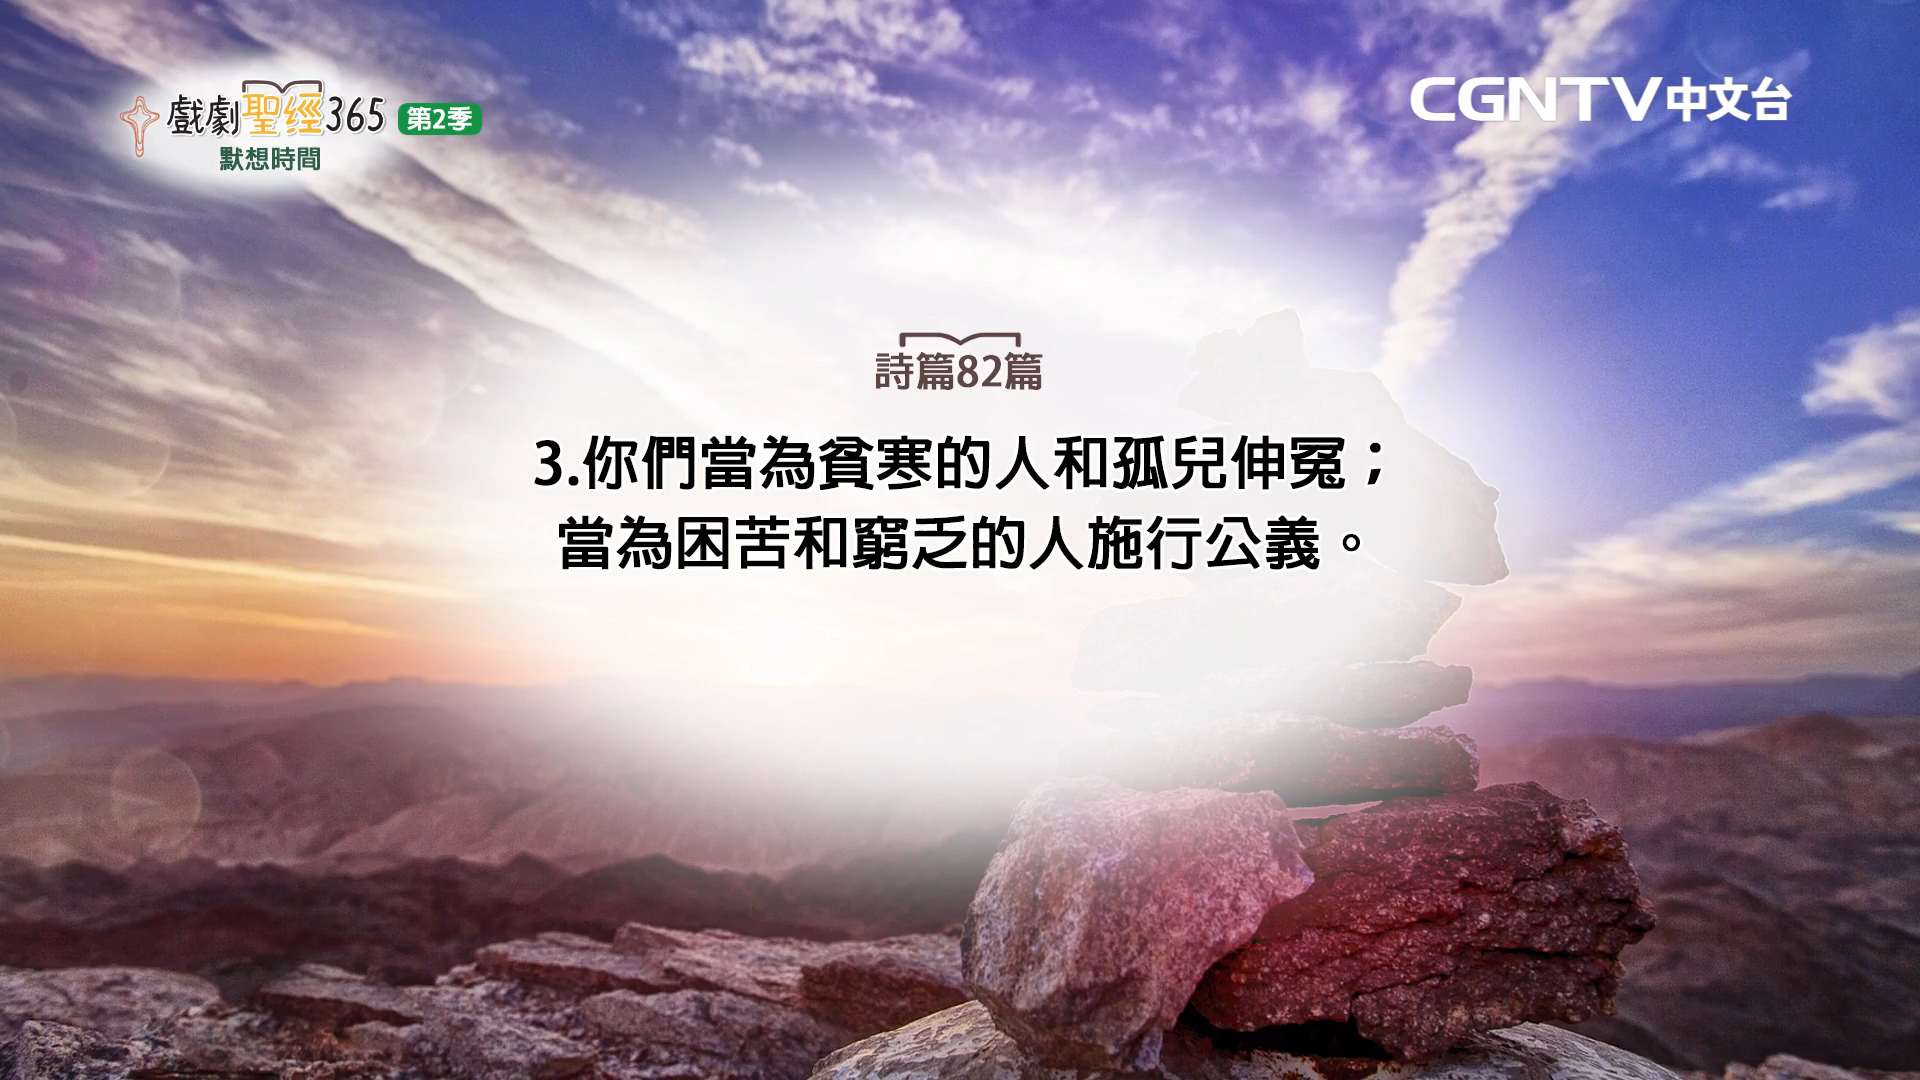 戲劇聖經365 第2季
默想時間
CGNTV中文台
詩篇82篇
3.你們當為貧寒的人和孤兒伸冤；
當為困苦和窮乏的人施行公義。